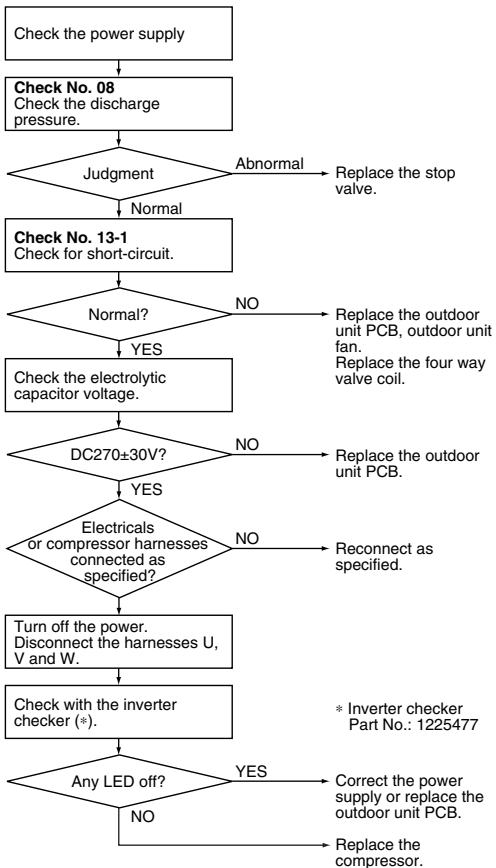 Check the power supply
Check No. 08
Check the discharge
pressure.
Judgment
Abnormal
Replace the stop
valve.
Normal
Check No. 13-1
Check for short-circuit.
Normal?
NO
Replace the outdoor
unit PCB, outdoor unit
fan.
Replace the four way
valve coil.
YES
Check the electrolytic
capacitor voltage.
DC270±30V?
NO
Replace the outdoor
unit PCB.
YES
Electricals
or compressor harnesses
connected as
specified?
NO
Reconnect as
specified.
YES
Turn off the power.
Disconnect the harnesses U,
V and W.
Check with the inverter
checker (*).
* Inverter checker
Part No.: 1225477
Any LED off?
YES
Correct the power
supply or replace the
outdoor unit PCB.
NO
Replace the
compressor.